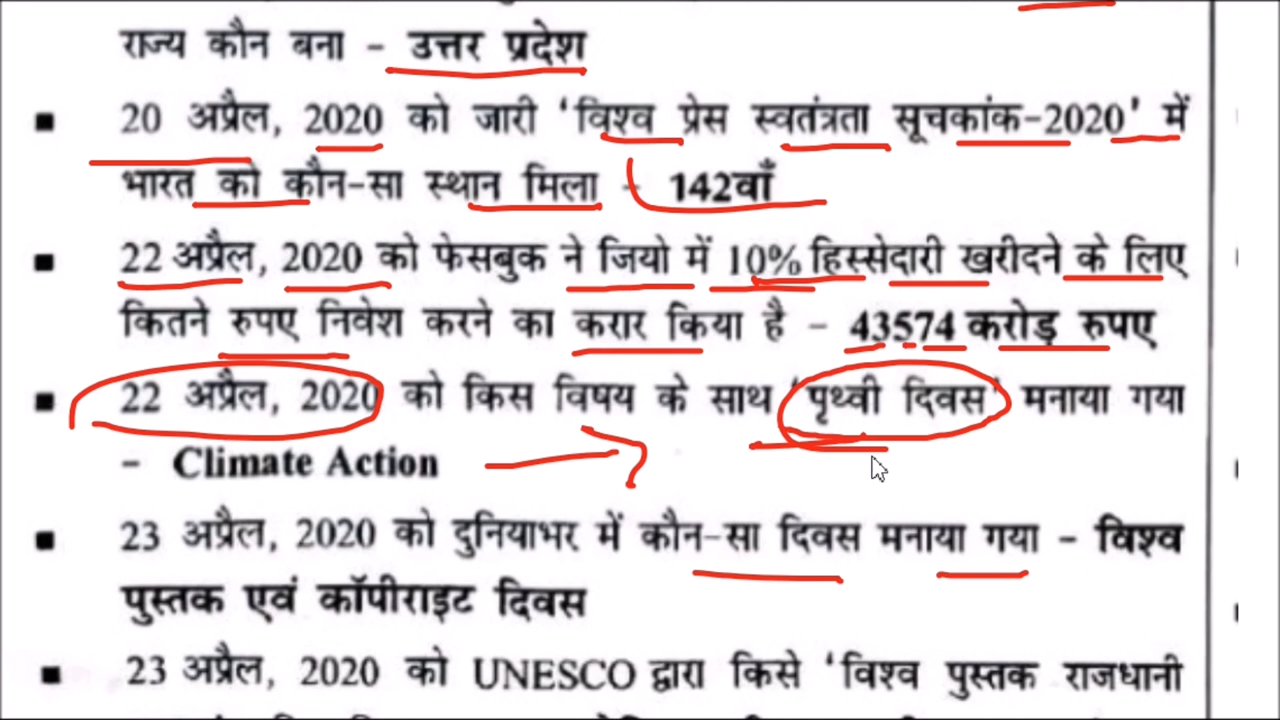 राज्य कौन बना - उत्तर प्रदेश
■ 20 अप्रैल, 2020 को जारी 'विश्व प्रेस स्वतंत्रता सूचकांक-2020' में
भारत को कौन-सा स्थान मिला - 142वाँ
■ 22 अप्रैल, 2020 को फेसबुक ने जियो में 10% हिस्सेदारी खरीदने के लिए
कितने रुपए निवेश करने का करार किया है - 43574 करोड़ रुपए
■ 22 अप्रैल, 2020 को किस विषय के साथ 'पृथ्वी दिवस' मनाया गया
- Climate Action
■ 23 अप्रैल, 2020 को दुनियाभर में कौन-सा दिवस मनाया गया - विश्व
पुस्तक एवं कॉपीराइट दिवस
■ 23 अप्रैल, 2020 को UNESCO द्वारा किसे 'विश्व पुस्तक राजधानी